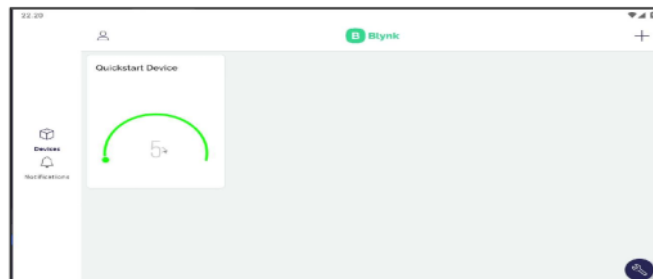 22.20
B Blynk
Quickstart Device
5
Devices
Notifications